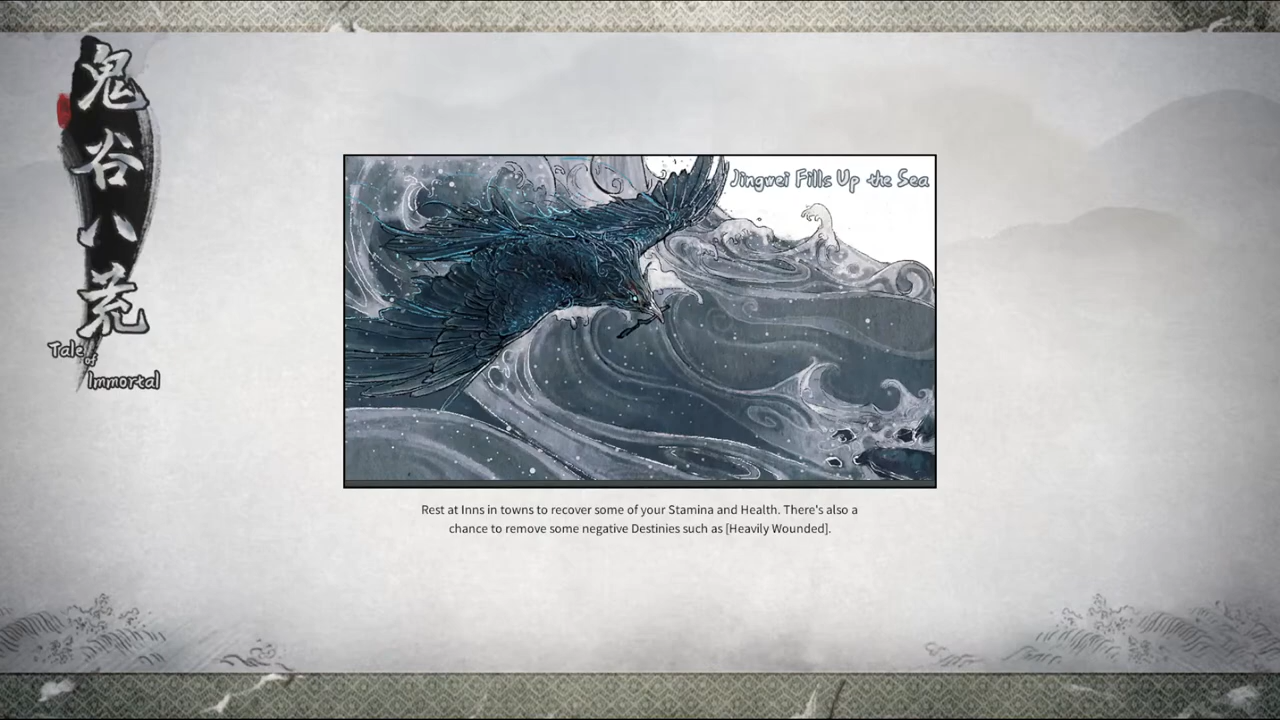 鬼谷八荒
Tale
of
Immortal
Jingwei Fills Up the Sea
Rest at Inns in towns to recover some of your Stamina and Health. There's also a
chance to remove some negative Destinies such as [Heavily Wounded].